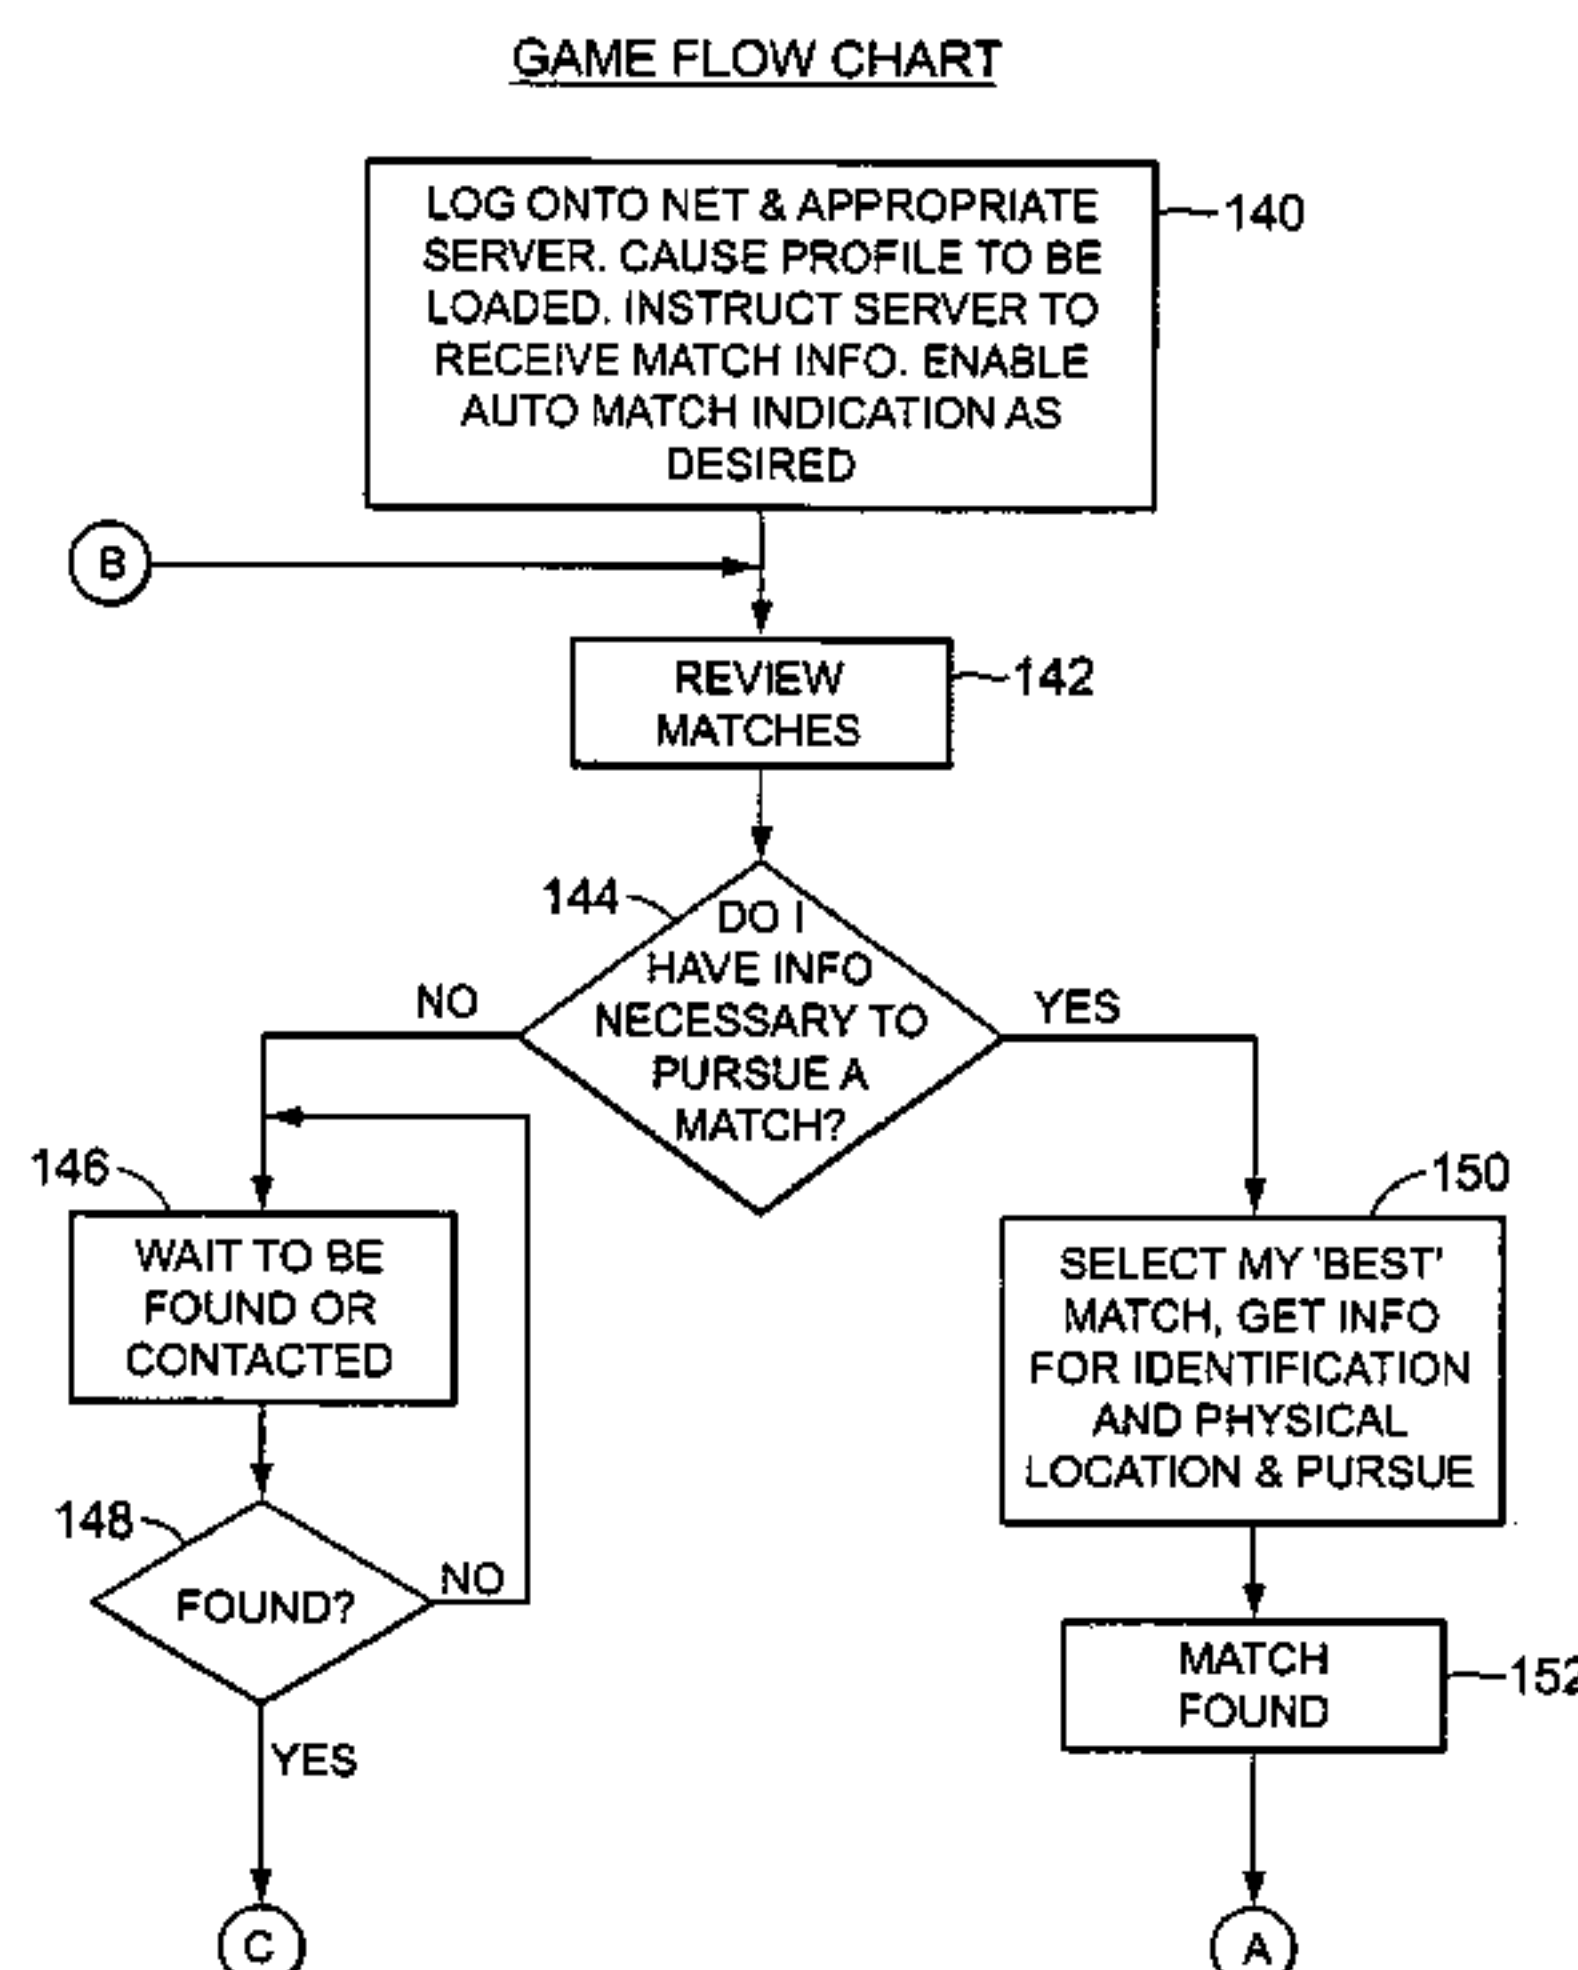 GAME FLOW CHART
LOG ONTO NET & APPROPRIATE
SERVER. CAUSE PROFILE TO BE
LOADED. INSTRUCT SERVER TO
RECEIVE MATCH INFO. ENABLE
AUTO MATCH INDICATION AS
DESIRED
140
B
REVIEW
MATCHES
142
144
DO I
HAVE INFO
NECESSARY TO
PURSUE A
MATCH?
NO
YES
146
WAIT TO BE
FOUND OR
CONTACTED
150
SELECT MY 'BEST'
MATCH, GET INFO
FOR IDENTIFICATION
AND PHYSICAL
LOCATION & PURSUE
148
FOUND?
NO
YES
MATCH
FOUND
152
C
A